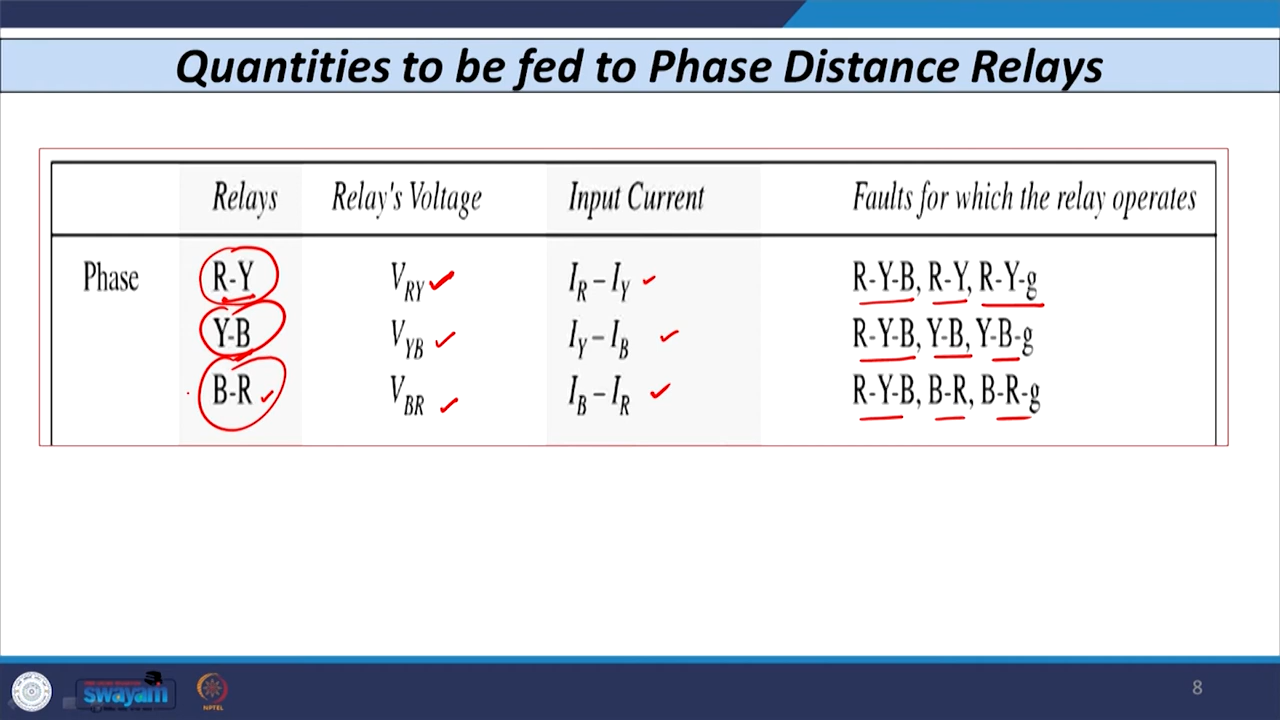 Quantities to be fed to Phase Distance Relays
Relays Relay's Voltage Input Current Faults for which the relay operates
Phase R-Y V_RY I_R – I_Y R-Y-B, R-Y, R-Y-g
Y-B V_YB I_Y – I_B R-Y-B, Y-B, Y-B-g
B-R V_BR I_B – I_R R-Y-B, B-R, B-R-g
swayam NPTEL 8